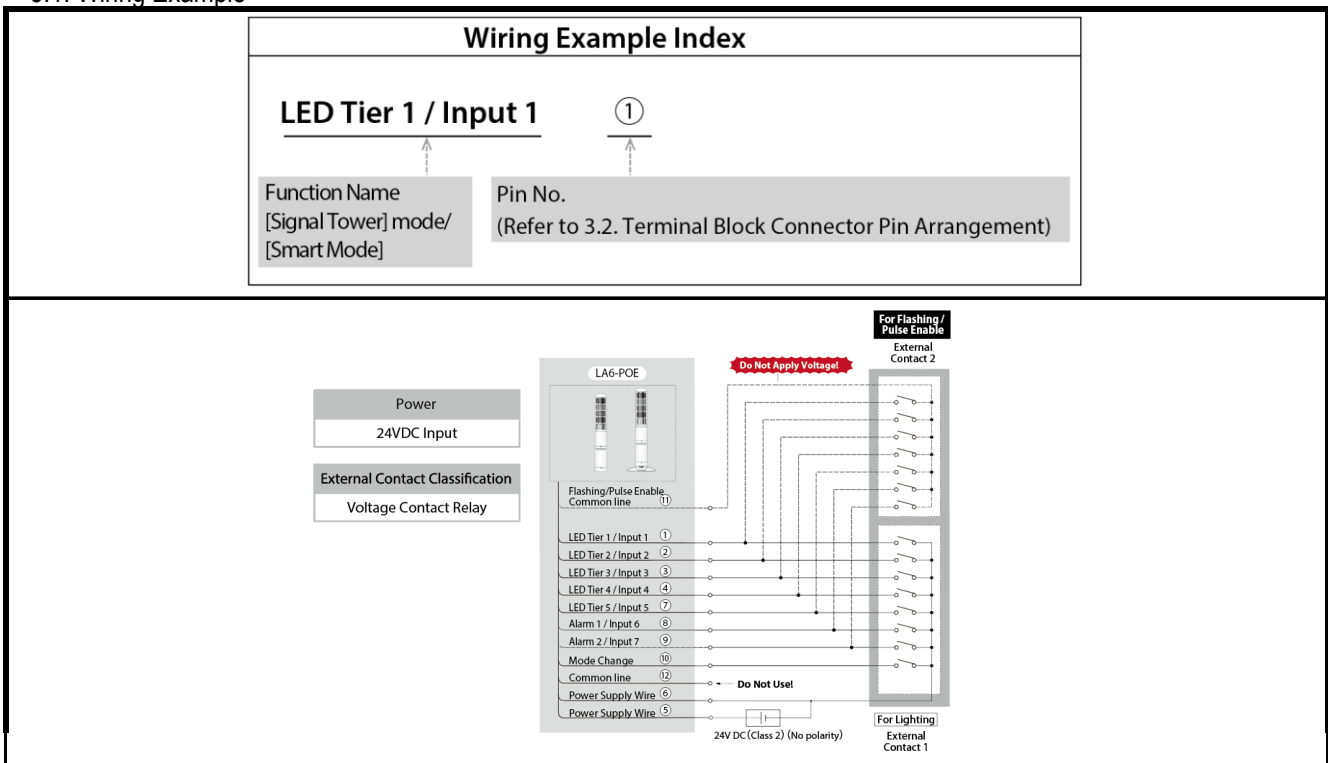 Wiring Example Index
LED Tier 1 / Input 1 ①
Function Name
[Signal Tower] mode/
[Smart Mode]
Pin No.
(Refer to 3.2. Terminal Block Connector Pin Arrangement)
Power
24VDC Input
External Contact Classification
Voltage Contact Relay
LA6-POE
Do Not Apply Voltage!
For Flashing /
Pulse Enable
External
Contact 2
Flashing/Pulse Enable
Common line ⑪
LED Tier 1 / Input 1 ①
LED Tier 2 / Input 2 ②
LED Tier 3 / Input 3 ③
LED Tier 4 / Input 4 ④
LED Tier 5 / Input 5 ⑦
Alarm 1 / Input 6 ⑧
Alarm 2 / Input 7 ⑨
Mode Change ⑩
Common line ⑫
Do Not Use!
Power Supply Wire ⑥
Power Supply Wire ⑤
24V DC (Class 2) (No polarity)
For Lighting
External
Contact 1